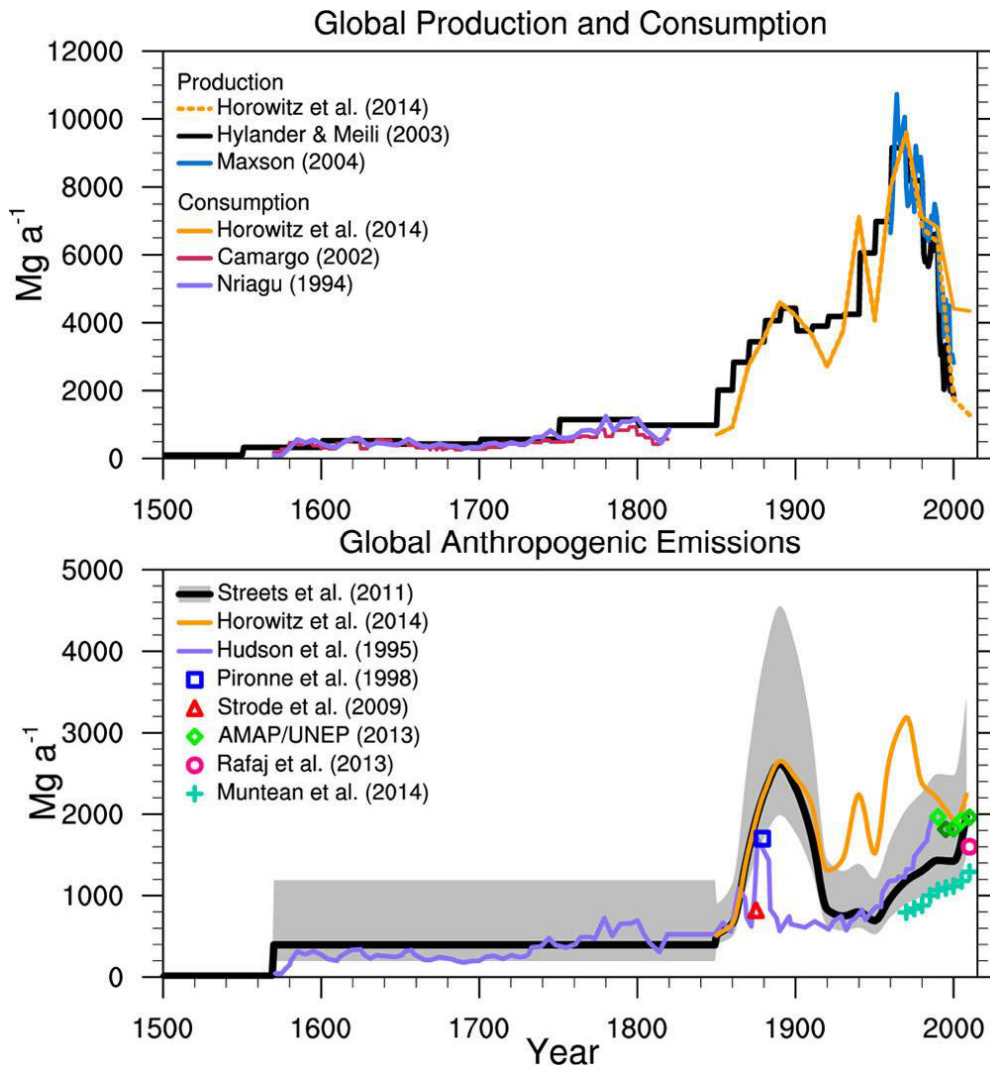 Global Production and Consumption
12000
10000
8000
6000
4000
2000
0
Mg a⁻¹
Production
Horowitz et al. (2014)
Hylander & Meili (2003)
Maxson (2004)
Consumption
Horowitz et al. (2014)
Camargo (2002)
Nriagu (1994)
1500 1600 1700 1800 1900 2000
Global Anthropogenic Emissions
5000
4000
3000
2000
1000
0
Mg a⁻¹
Streets et al. (2011)
Horowitz et al. (2014)
Hudson et al. (1995)
Pironne et al. (1998)
Strode et al. (2009)
AMAP/UNEP (2013)
Rafaj et al. (2013)
Muntean et al. (2014)
1500 1600 1700 1800 1900 2000
Year